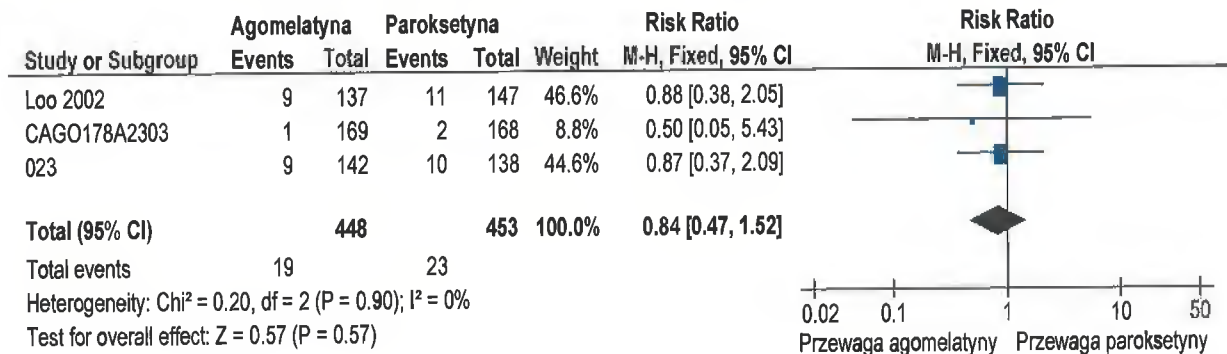 Agomelatyna Paroksetyna Risk Ratio Risk Ratio
Study or Subgroup Events Total Events Total Weight M-H, Fixed, 95% CI M-H, Fixed, 95% CI
Loo 2002 9 137 11 147 46.6% 0.88 [0.38, 2.05]
CAGO178A2303 1 169 2 168 8.8% 0.50 [0.05, 5.43]
023 9 142 10 138 44.6% 0.87 [0.37, 2.09]
Total (95% CI) 448 453 100.0% 0.84 [0.47, 1.52]
Total events 19 23
Heterogeneity: Chi² = 0.20, df = 2 (P = 0.90); I² = 0%
Test for overall effect: Z = 0.57 (P = 0.57)
0.02 0.1 1 10 50
Przewaga agomelatyny Przewaga paroksetyny